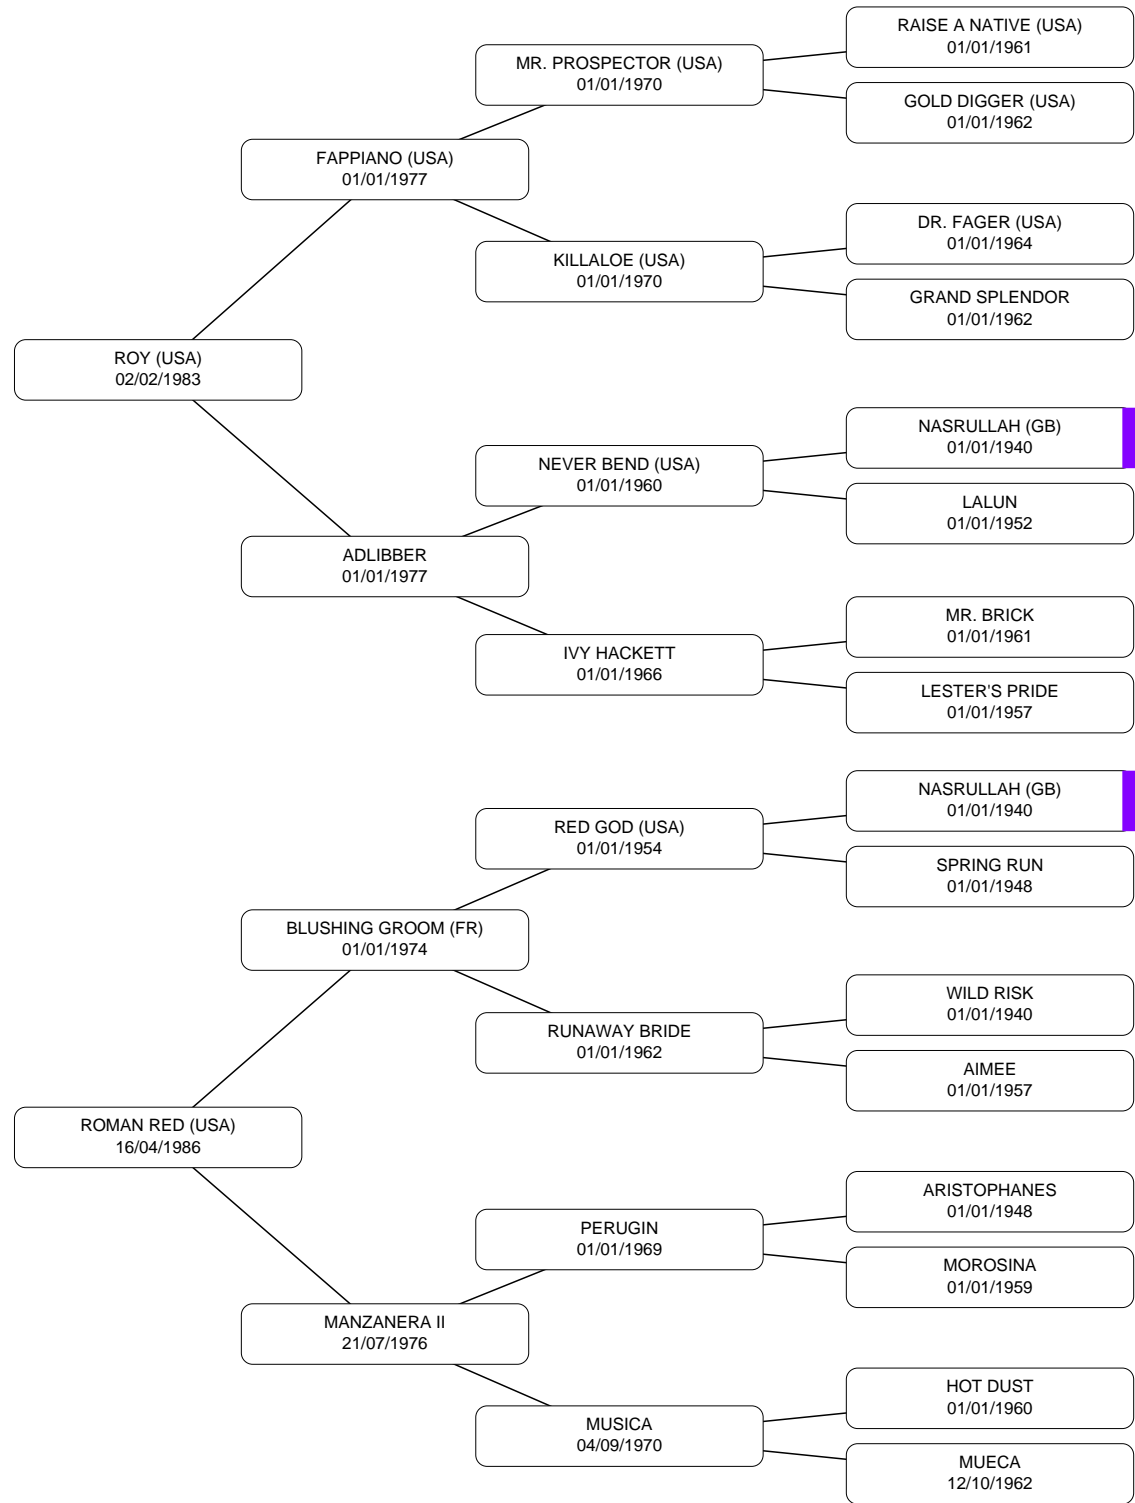 RAISE A NATIVE (USA)
01/01/1961
MR. PROSPECTOR (USA)
01/01/1970
GOLD DIGGER (USA)
01/01/1962
FAPPIANO (USA)
01/01/1977
DR. FAGER (USA)
01/01/1964
KILLALOE (USA)
01/01/1970
GRAND SPLENDOR
01/01/1962
ROY (USA)
02/02/1983
NASRULLAH (GB)
01/01/1940
NEVER BEND (USA)
01/01/1960
LALUN
01/01/1952
ADLIBBER
01/01/1977
MR. BRICK
01/01/1961
IVY HACKETT
01/01/1966
LESTER'S PRIDE
01/01/1957
NASRULLAH (GB)
01/01/1940
RED GOD (USA)
01/01/1954
SPRING RUN
01/01/1948
BLUSHING GROOM (FR)
01/01/1974
WILD RISK
01/01/1940
RUNAWAY BRIDE
01/01/1962
AIMEE
01/01/1957
ROMAN RED (USA)
16/04/1986
ARISTOPHANES
01/01/1948
PERUGIN
01/01/1969
MOROSINA
01/01/1959
MANZANERA II
21/07/1976
HOT DUST
01/01/1960
MUSICA
04/09/1970
MUECA
12/10/1962